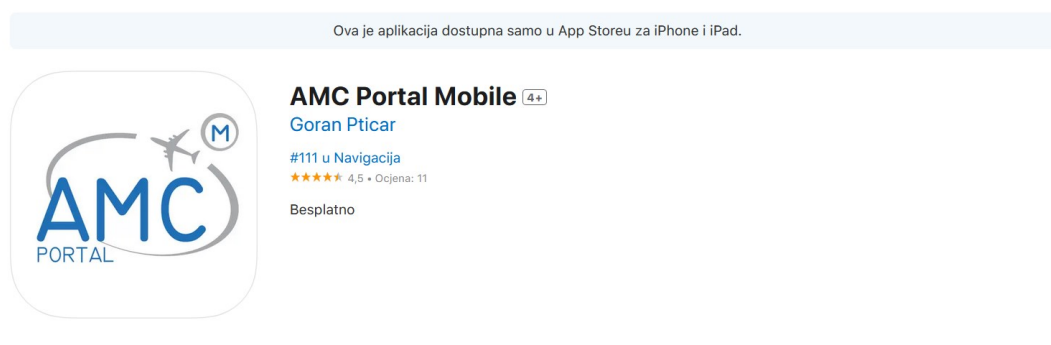 Ova je aplikacija dostupna samo u App Storeu za iPhone i iPad.
M
AMC
PORTAL
AMC Portal Mobile 4+
Goran Pticar
#111 u Navigacija
★★★★★ 4,5 • Ocjena: 11
Besplatno